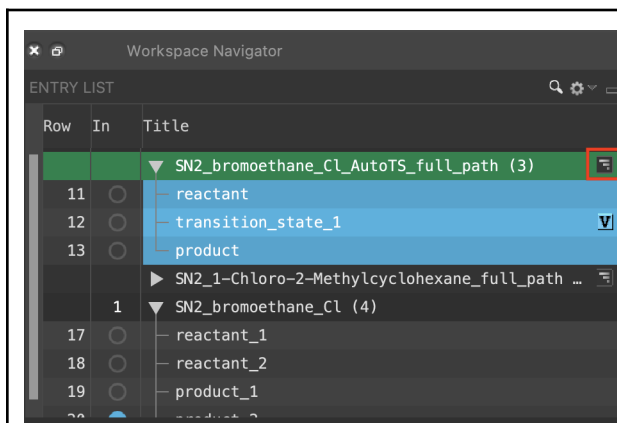 Workspace Navigator
ENTRY LIST
Row In Title
SN2_bromoethane_Cl_AutoTS_full_path (3)
11 reactant
12 transition_state_1 V
13 product
SN2_1-Chloro-2-Methylcyclohexane_full_path …
1 SN2_bromoethane_Cl (4)
17 reactant_1
18 reactant_2
19 product_1